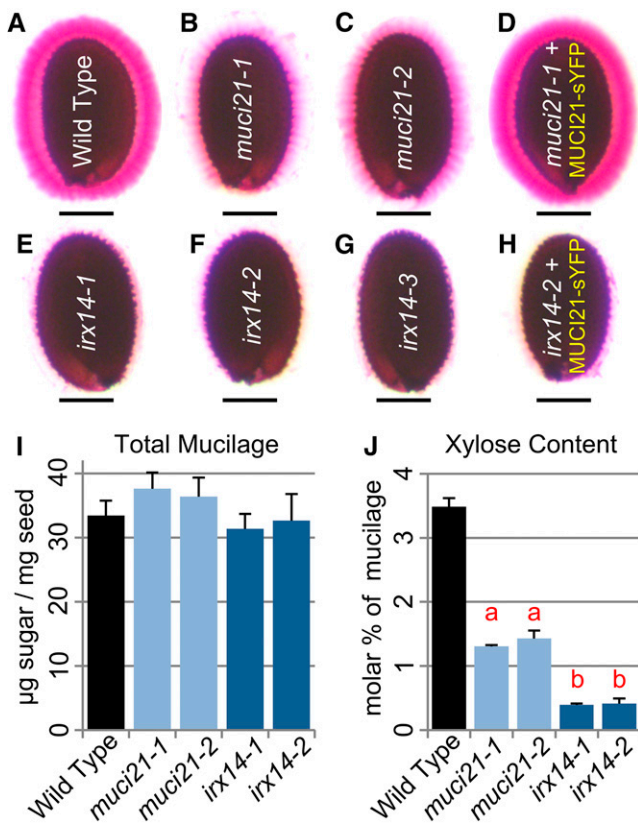 A
Wild Type
B
muci21-1
C
muci21-2
D
muci21-1 +
MUCI21-sYFP
E
irx14-1
F
irx14-2
G
irx14-3
H
irx14-2 +
MUCI21-sYFP
I
Total Mucilage
µg sugar / mg seed
40
30
20
10
0
Wild Type
muci21-1
muci21-2
irx14-1
irx14-2
J
Xylose Content
molar % of mucilage
4
3
2
1
0
a
a
b
b
Wild Type
muci21-1
muci21-2
irx14-1
irx14-2